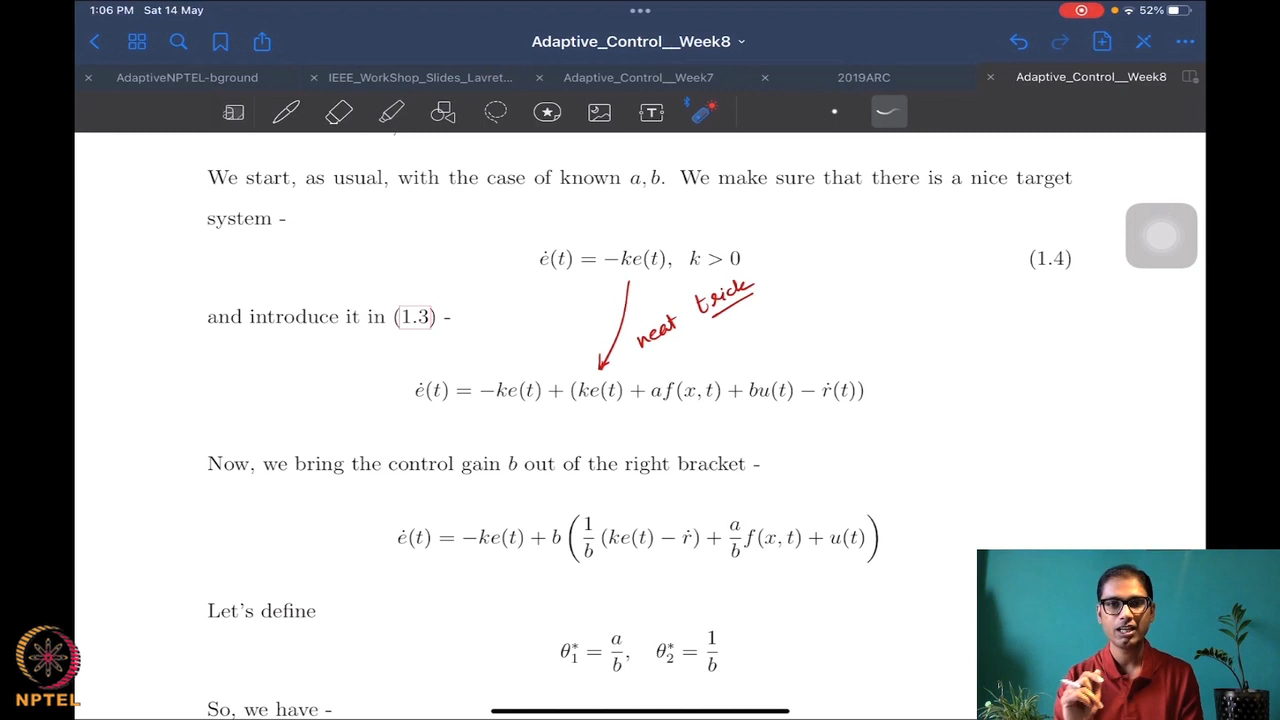 1:06 PM Sat 14 May
52%
Adaptive_Control__Week8
AdaptiveNPTEL-bground
IEEE_WorkShop_Slides_Lavret...
Adaptive_Control__Week7
2019ARC
Adaptive_Control__Week8
We start, as usual, with the case of known a, b. We make sure that there is a nice target
system -
ė(t) = −ke(t), k > 0 (1.4)
neat trick
and introduce it in (1.3) -
ė(t) = −ke(t) + (ke(t) + af(x, t) + bu(t) − ṙ(t))
Now, we bring the control gain b out of the right bracket -
ė(t) = −ke(t) + b (1/b (ke(t) − ṙ) + a/b f(x, t) + u(t))
Let's define
θ₁* = a/b, θ₂* = 1/b
So, we have -
NPTEL